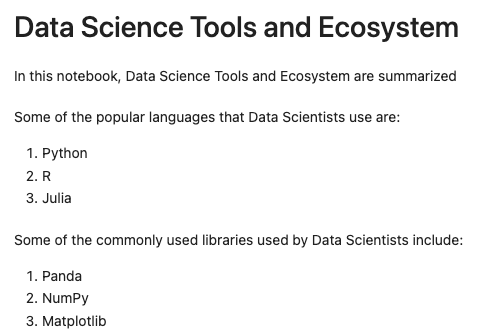 Data Science Tools and Ecosystem
In this notebook, Data Science Tools and Ecosystem are summarized
Some of the popular languages that Data Scientists use are:
1. Python
2. R
3. Julia
Some of the commonly used libraries used by Data Scientists include:
1. Panda
2. NumPy
3. Matplotlib